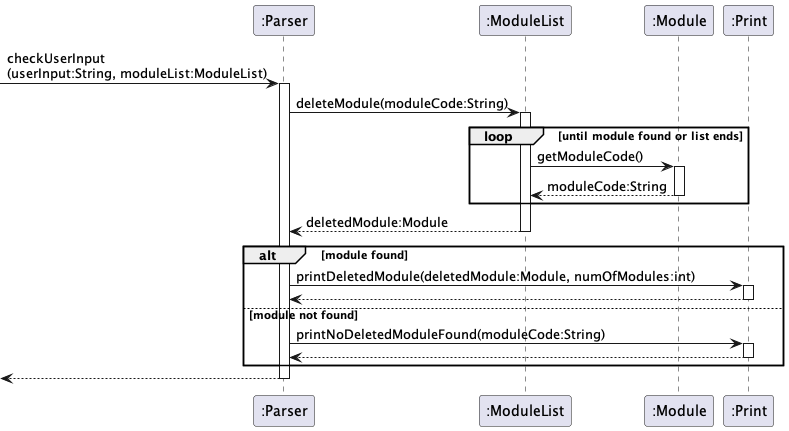 :Parser :ModuleList :Module :Print
checkUserInput
(userInput:String, moduleList:ModuleList)
deleteModule(moduleCode:String)
loop [until module found or list ends]
getModuleCode()
moduleCode:String
deletedModule:Module
alt [module found]
printDeletedModule(deletedModule:Module, numOfModules:int)
[module not found]
printNoDeletedModuleFound(moduleCode:String)
:Parser :ModuleList :Module :Print